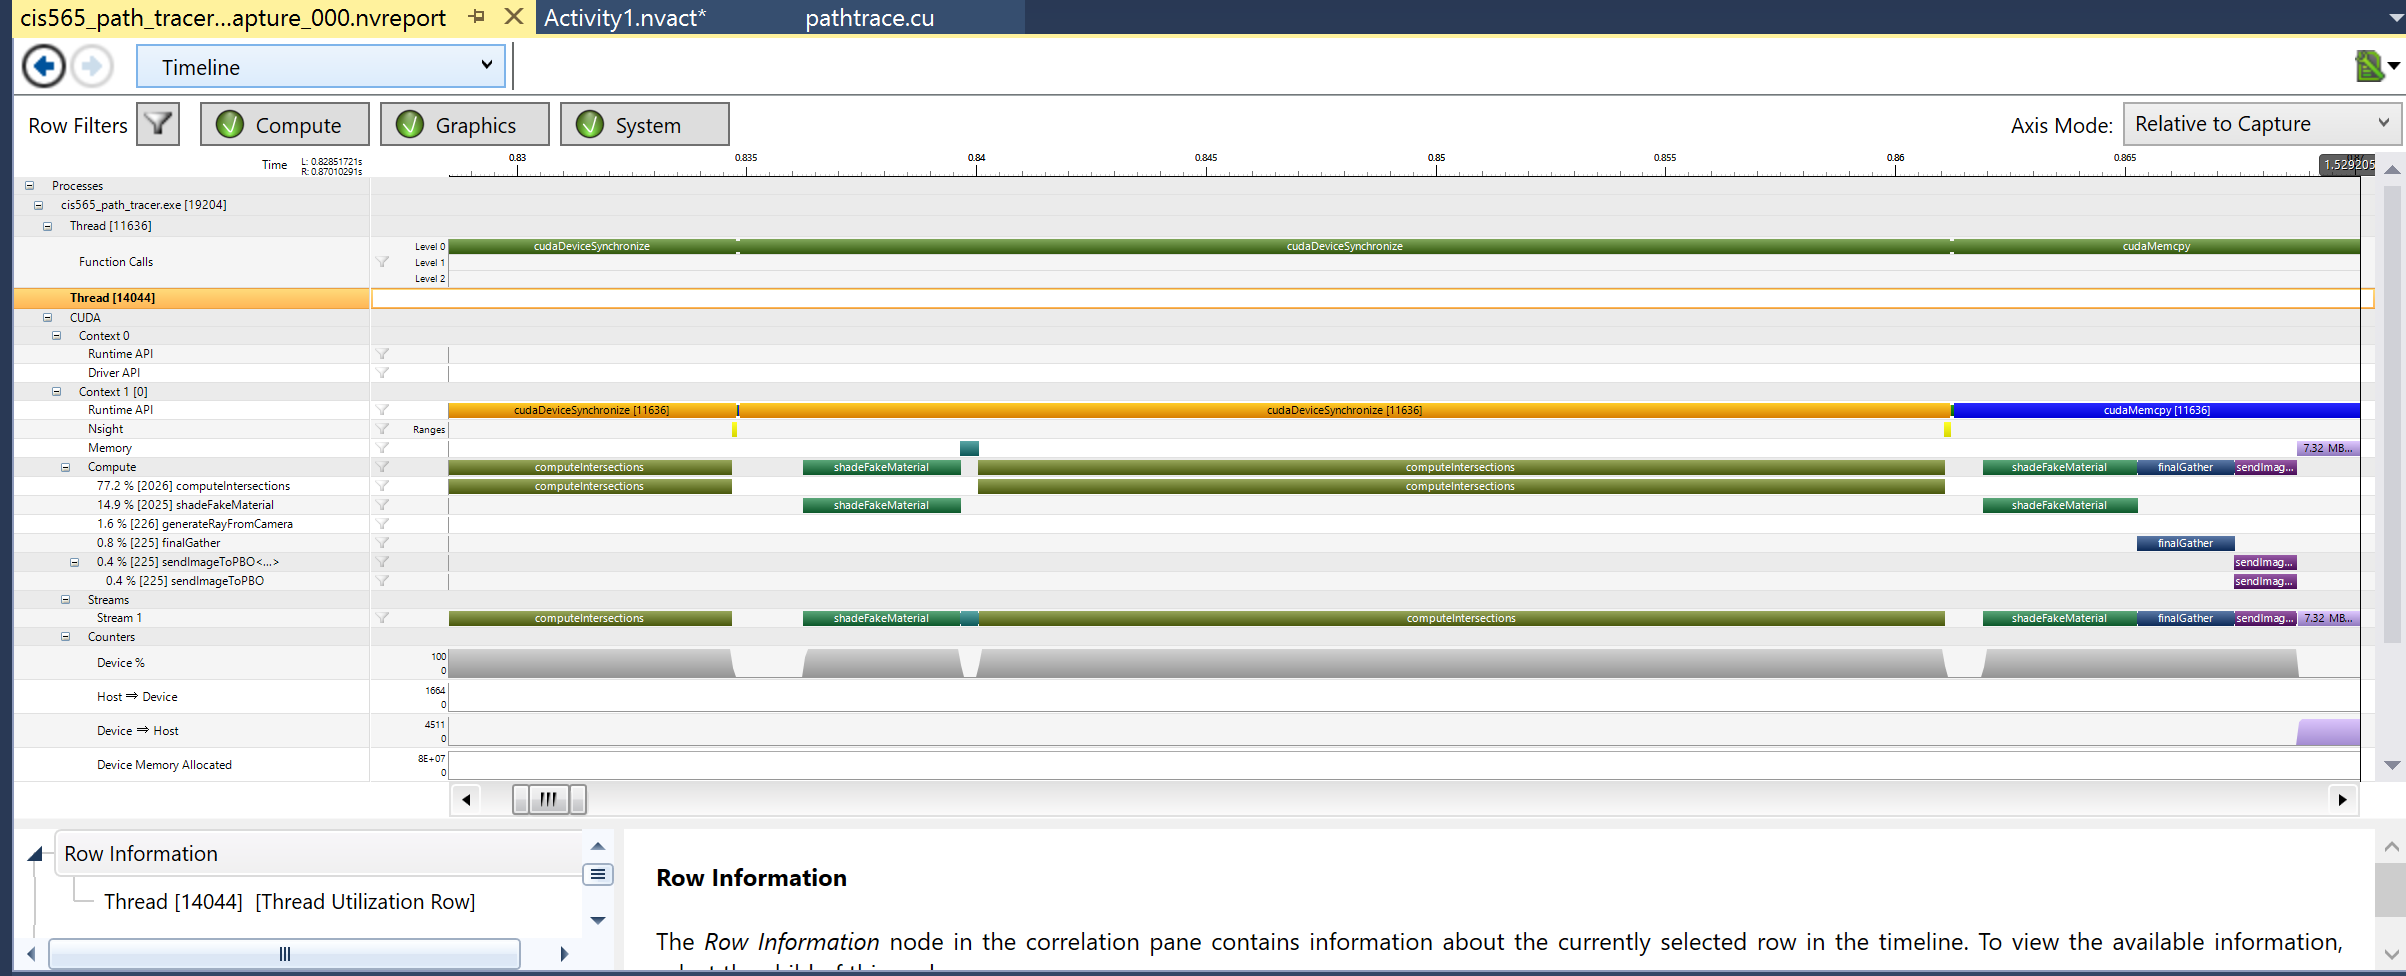 cis565_path_tracer...apture_000.nvreport
Activity1.nvact*
pathtrace.cu
Timeline
Row Filters
Compute
Graphics
System
Axis Mode:
Relative to Capture
Time
L: 0.82851721s
R: 0.87010291s
0.83 0.835 0.84 0.845 0.85 0.855 0.86 0.865
1.529205
Processes
cis565_path_tracer.exe [19204]
Thread [11636]
Function Calls
Level 0 cudaDeviceSynchronize cudaDeviceSynchronize cudaMemcpy
Level 1
Level 2
Thread [14044]
CUDA
Context 0
Runtime API
Driver API
Context 1 [0]
Runtime API cudaDeviceSynchronize [11636] cudaDeviceSynchronize [11636] cudaMemcpy [11636]
Nsight Ranges
Memory 7.32 MB...
Compute computeIntersections shadeFakeMaterial computeIntersections shadeFakeMaterial finalGather sendImag...
77.2 % [2026] computeIntersections computeIntersections computeIntersections
14.9 % [2025] shadeFakeMaterial shadeFakeMaterial shadeFakeMaterial
1.6 % [226] generateRayFromCamera
0.8 % [225] finalGather finalGather
0.4 % [225] sendImageToPBO<...> sendImag...
0.4 % [225] sendImageToPBO sendImag...
Streams
Stream 1 computeIntersections shadeFakeMaterial computeIntersections shadeFakeMaterial finalGather sendImag... 7.32 MB...
Counters
Device % 100 0
Host ⇒ Device 1664 0
Device ⇒ Host 4511 0
Device Memory Allocated 8E+07 0
Row Information
Thread [14044] [Thread Utilization Row]
Row Information
The Row Information node in the correlation pane contains information about the currently selected row in the timeline. To view the available information,